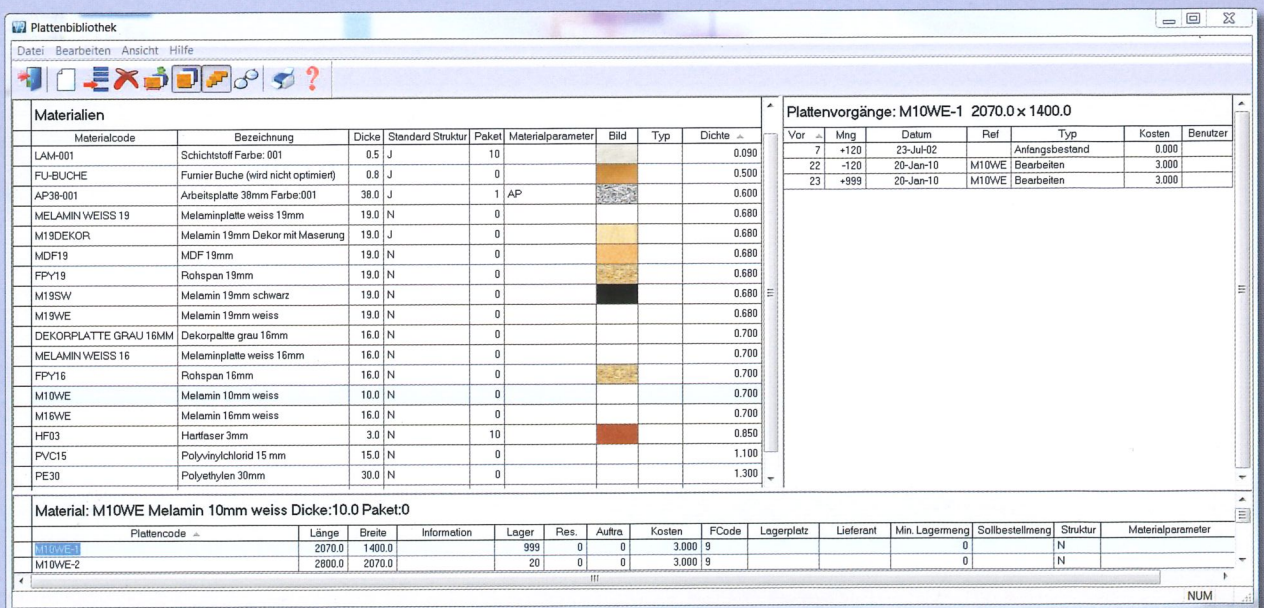 Plattenbibliothek
Datei Bearbeiten Ansicht Hilfe
Materialien
Materialcode Bezeichnung Dicke Standard Struktur Paket Materialparameter Bild Typ Dichte
LAM-001 Schichtstoff Farbe: 001 0.5 J 10 0.090
FU-BUCHE Furnier Buche (wird nicht optimiert) 0.8 J 0 0.500
AP38-001 Arbeitsplatte 38mm Farbe:001 38.0 J 1 AP 0.600
MELAMIN WEISS 19 Melaminplatte weiss 19mm 19.0 N 0 0.680
M19DEKOR Melamin 19mm Dekor mit Maserung 19.0 J 0 0.680
MDF19 MDF 19mm 19.0 N 0 0.680
FPY19 Rohspan 19mm 19.0 N 0 0.680
M19SW Melamin 19mm schwarz 19.0 N 0 0.680
M19WE Melamin 19mm weiss 19.0 N 0 0.680
DEKORPLATTE GRAU 16MM Dekorpaltte grau 16mm 16.0 N 0 0.700
MELAMIN WEISS 16 Melaminplatte weiss 16mm 16.0 N 0 0.700
FPY16 Rohspan 16mm 16.0 N 0 0.700
M10WE Melamin 10mm weiss 10.0 N 0 0.700
M16WE Melamin 16mm weiss 16.0 N 0 0.700
HF03 Hartfaser 3mm 3.0 N 10 0.850
PVC15 Polyvinylchlorid 15 mm 15.0 N 0 1.100
PE30 Polyethylen 30mm 30.0 N 0 1.300
Plattenvorgänge: M10WE-1 2070.0 x 1400.0
Vor Mng Datum Ref Typ Kosten Benutzer
7 +120 23-Jul-02 Anfangsbestand 0.000
22 -120 20-Jan-10 M10WE Bearbeiten 3.000
23 +999 20-Jan-10 M10WE Bearbeiten 3.000
Material: M10WE Melamin 10mm weiss Dicke:10.0 Paket:0
Plattencode Länge Breite Information Lager Res. Auftra Kosten FCode Lagerplatz Lieferant Min. Lagermeng Sollbestellmeng Struktur Materialparameter
M10WE-1 2070.0 1400.0 999 0 0 3.000 9 0 N
M10WE-2 2800.0 2070.0 20 0 0 3.000 9 0 N
NUM